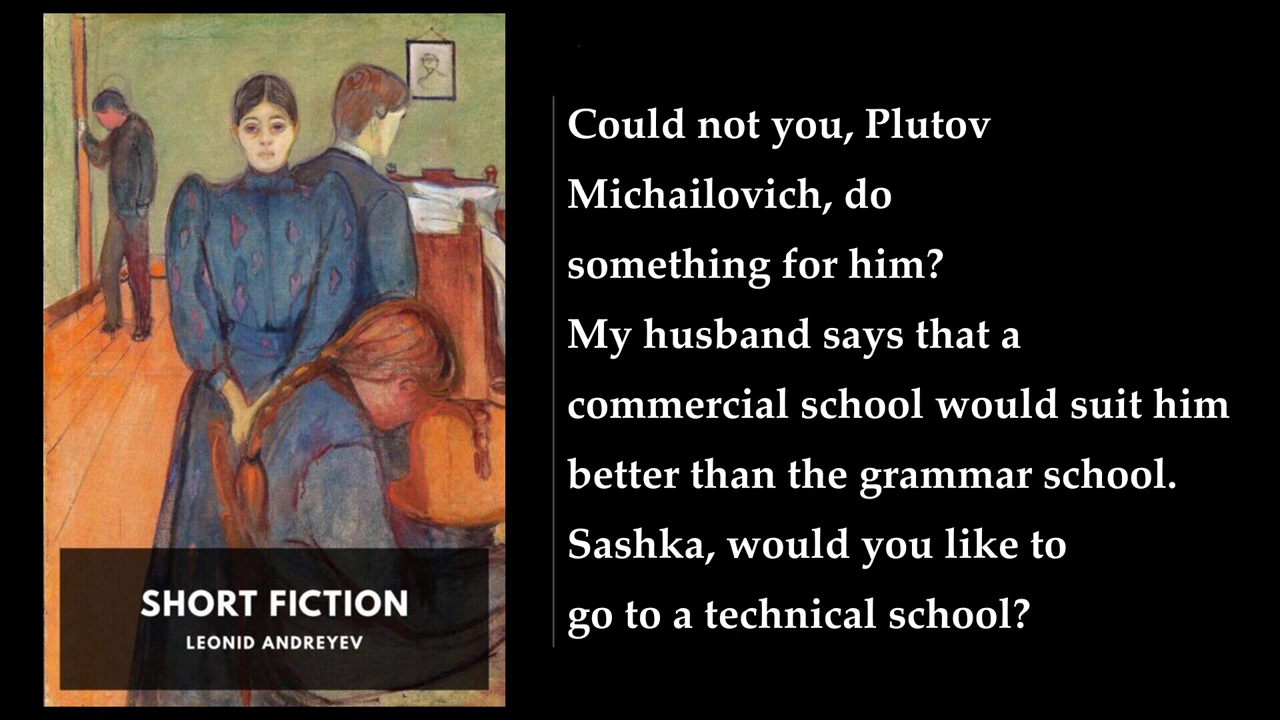 SHORT FICTION
LEONID ANDREYEV
Could not you, Plutov
Michailovich, do
something for him?
My husband says that a
commercial school would suit him
better than the grammar school.
Sashka, would you like to
go to a technical school?